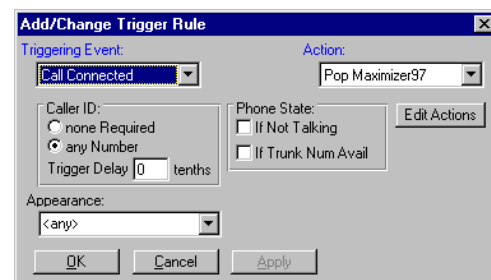 Add/Change Trigger Rule
Triggering Event:
Action:
Call Connected
Pop Maximizer97
Caller ID:
none Required
any Number
Trigger Delay 0 tenths
Phone State:
If Not Talking
If Trunk Num Avail
Edit Actions
Appearance:
<any>
OK
Cancel
Apply